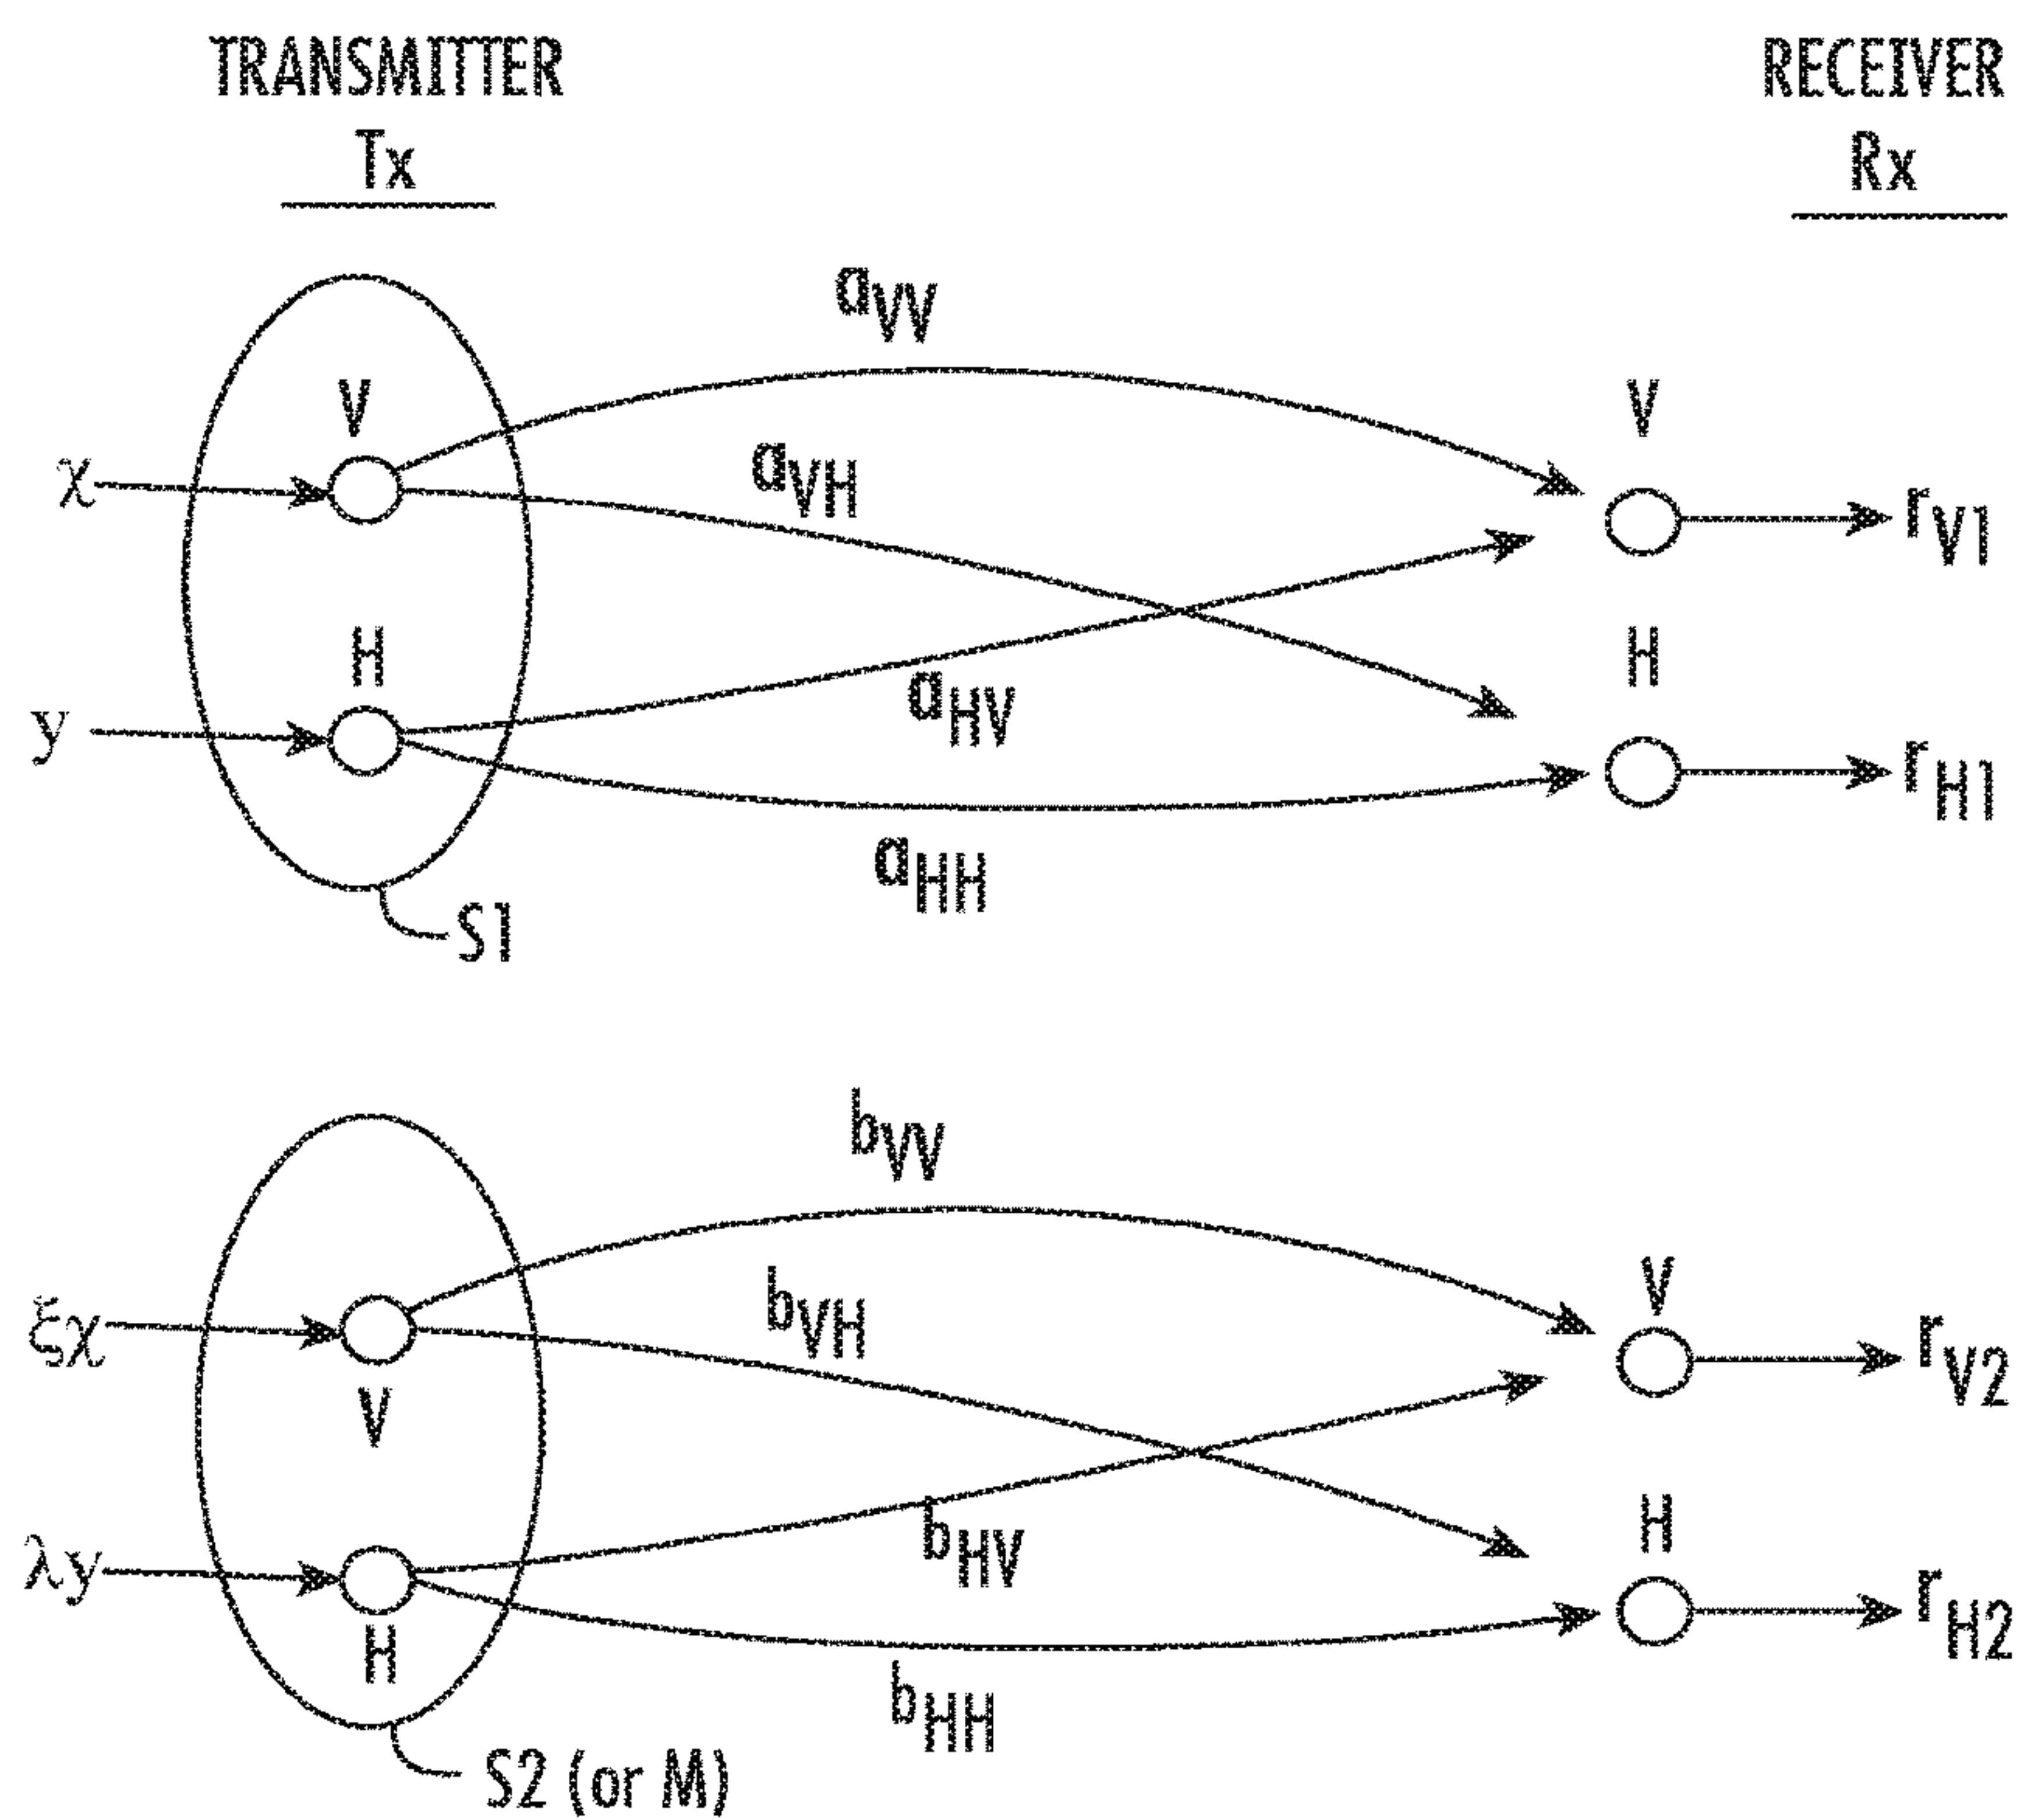 TRANSMITTER
Tx
RECEIVER
Rx
aVV
V
aVH
V
χ
rV1
H
H
aHV
y
rH1
aHH
S1
bVV
bVH
V
ξχ
rV2
V
H
bHV
λy
rH2
H
bHH
S2 (or M)